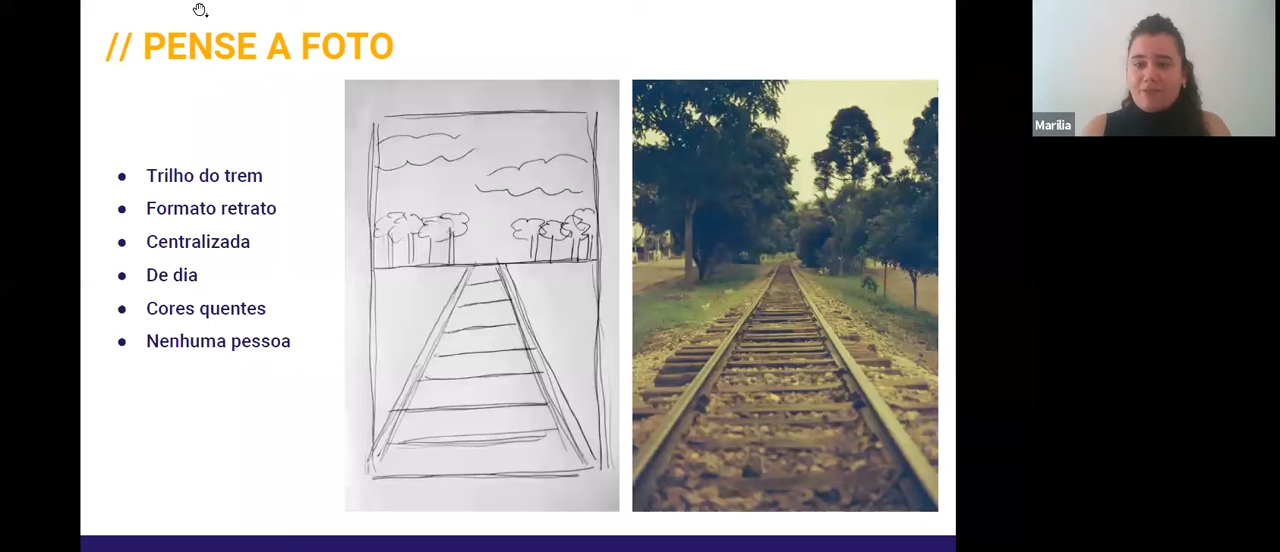 // PENSE A FOTO
Trilho do trem
Formato retrato
Centralizada
De dia
Cores quentes
Nenhuma pessoa
Marilia